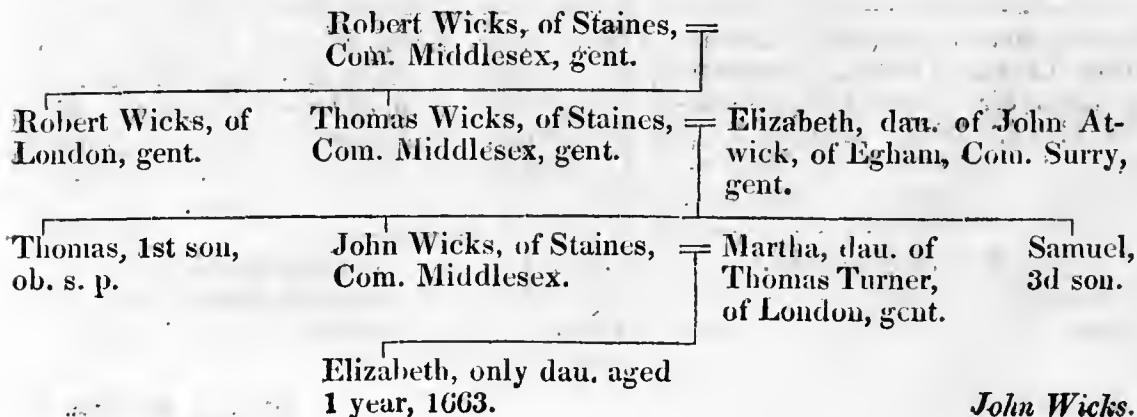 Robert Wicks, of Staines, =
Com. Middlesex, gent.
Robert Wicks, of
London, gent.
Thomas Wicks, of Staines, =
Com. Middlesex, gent.
Elizabeth, dau. of John At-
wick, of Egham, Com. Surry,
gent.
Thomas, 1st son,
ob. s. p.
John Wicks, of Staines, =
Com. Middlesex.
Martha, dau. of
Thomas Turner,
of London, gent.
Samuel,
3d son.
Elizabeth, only dau. aged
1 year, 1663.
John Wicks.